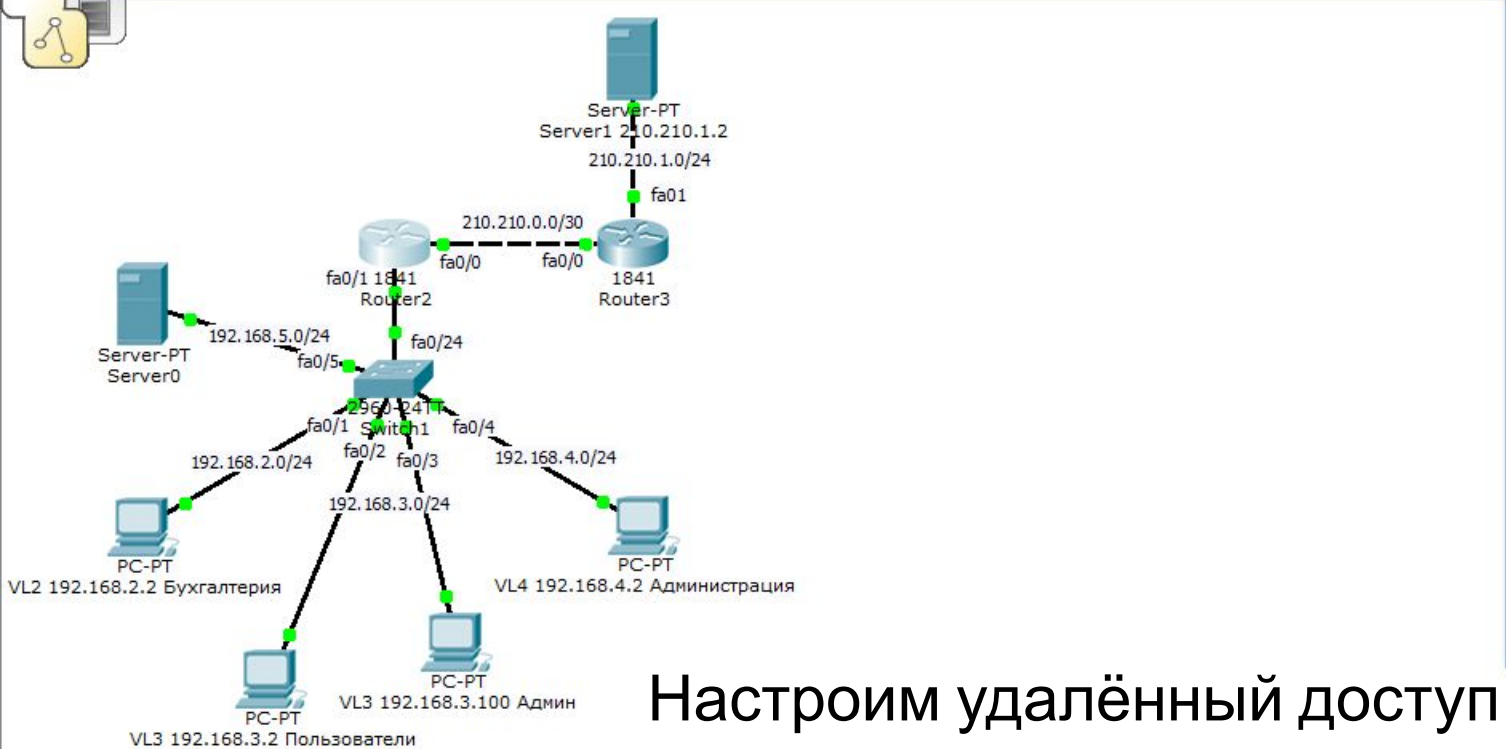 Server-PT
Server1 210.210.1.2
210.210.1.0/24
fa01
210.210.0.0/30
fa0/0
fa0/0
fa0/1 1841
Router2
1841
Router3
fa0/24
192.168.5.0/24
fa0/5
Server-PT
Server0
2960-24TT
Switch1
fa0/1
fa0/2
fa0/3
fa0/4
192.168.2.0/24
192.168.4.0/24
192.168.3.0/24
PC-PT
VL2 192.168.2.2 Бухгалтерия
PC-PT
VL4 192.168.4.2 Администрация
PC-PT
VL3 192.168.3.100 Админ
PC-PT
VL3 192.168.3.2 Пользователи
Настроим удалённый доступ